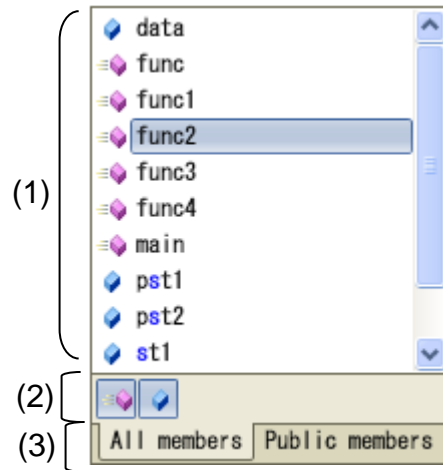 data
func
func1
func2
func3
func4
main
pst1
pst2
st1
(1)
(2)
(3)
All members Public members